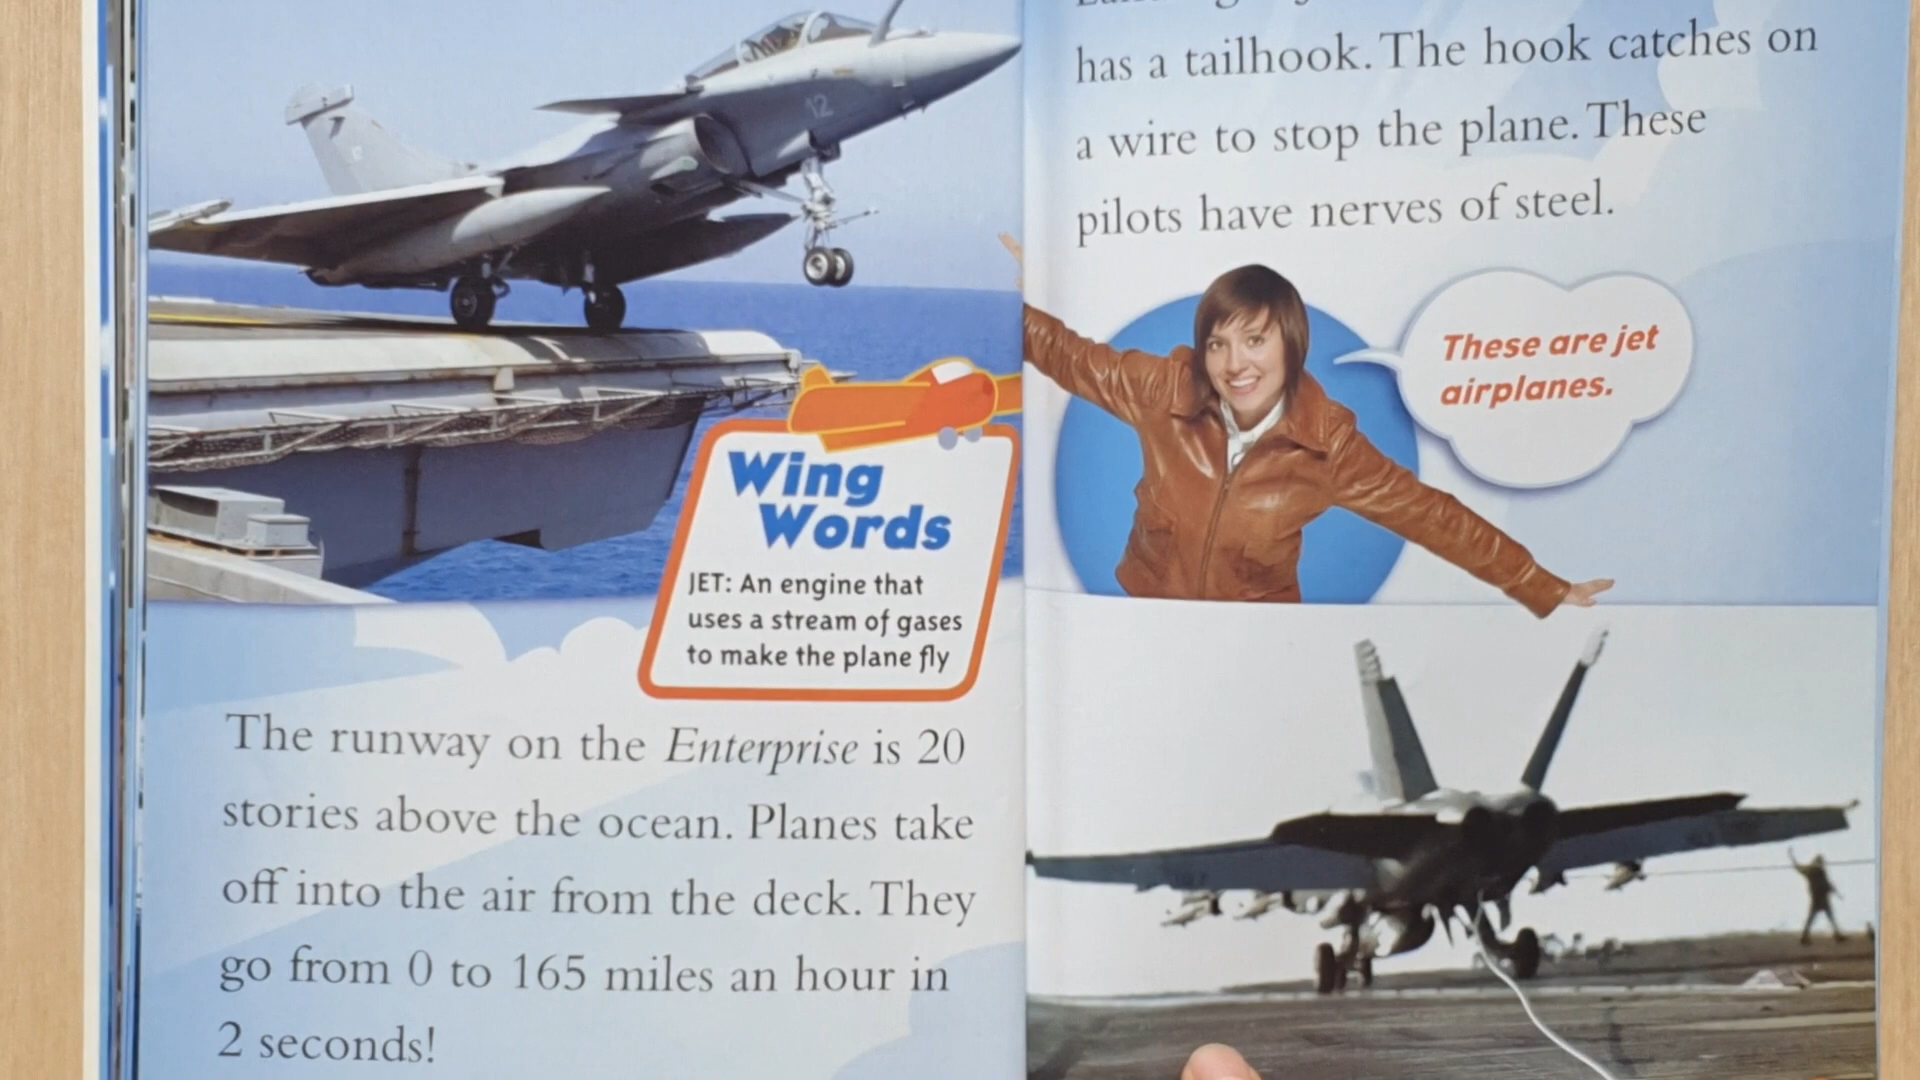 12
Wing
Words
JET: An engine that
uses a stream of gases
to make the plane fly
The runway on the Enterprise is 20
stories above the ocean. Planes take
off into the air from the deck. They
go from 0 to 165 miles an hour in
2 seconds!
has a tailhook. The hook catches on
a wire to stop the plane. These
pilots have nerves of steel.
These are jet
airplanes.